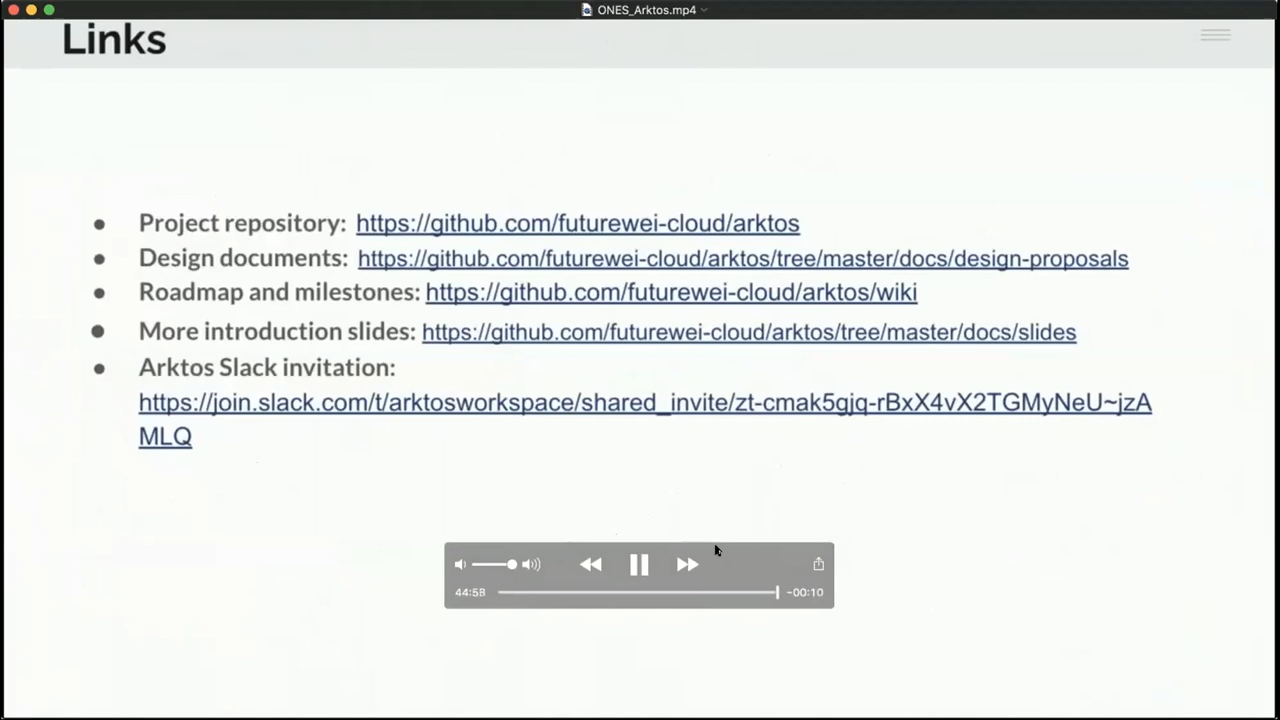 ONES_Arktos.mp4
Links
Project repository: https://github.com/futurewei-cloud/arktos
Design documents: https://github.com/futurewei-cloud/arktos/tree/master/docs/design-proposals
Roadmap and milestones: https://github.com/futurewei-cloud/arktos/wiki
More introduction slides: https://github.com/futurewei-cloud/arktos/tree/master/docs/slides
Arktos Slack invitation:
https://join.slack.com/t/arktosworkspace/shared_invite/zt-cmak5gjq-rBxX4vX2TGMyNeU~jzA
MLQ
44:58 -00:10